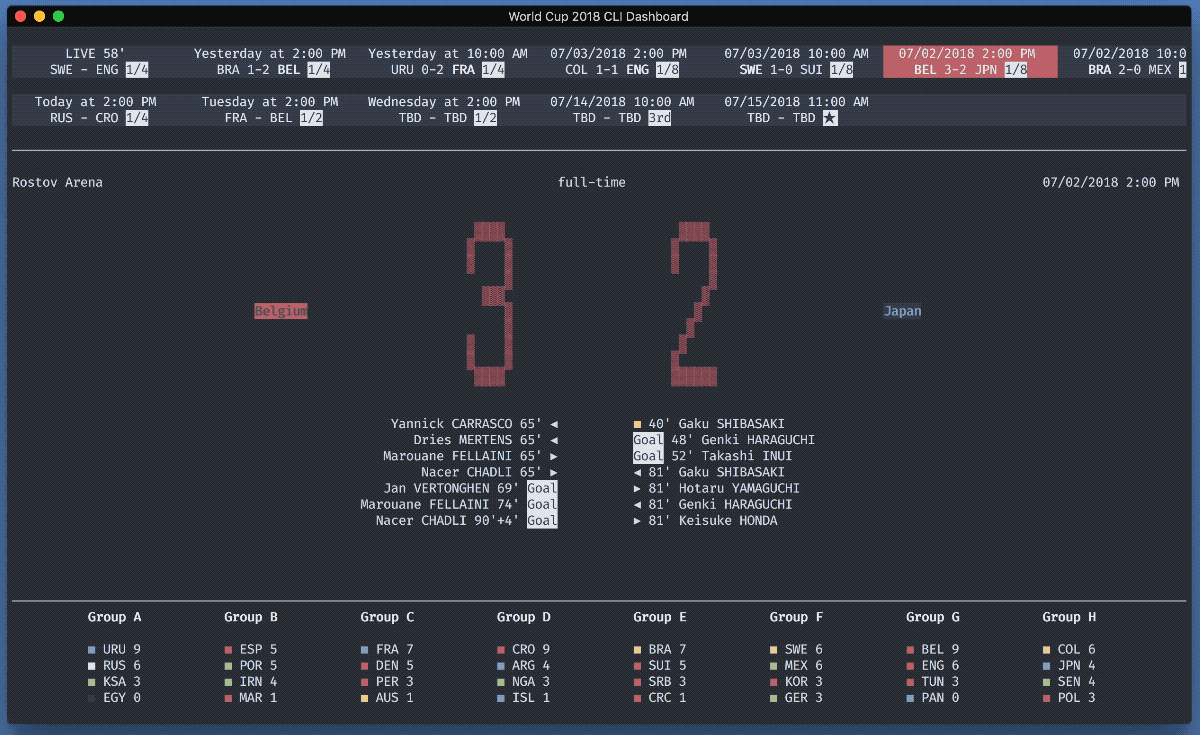 World Cup 2018 CLI Dashboard
LIVE 58' Yesterday at 2:00 PM Yesterday at 10:00 AM 07/03/2018 2:00 PM 07/03/2018 10:00 AM 07/02/2018 2:00 PM 07/02/2018 10:0
SWE - ENG 1/4 BRA 1-2 BEL 1/4 URU 0-2 FRA 1/4 COL 1-1 ENG 1/8 SWE 1-0 SUI 1/8 BEL 3-2 JPN 1/8 BRA 2-0 MEX 1
Today at 2:00 PM Tuesday at 2:00 PM Wednesday at 2:00 PM 07/14/2018 10:00 AM 07/15/2018 11:00 AM
RUS - CRO 1/4 FRA - BEL 1/2 TBD - TBD 1/2 TBD - TBD 3rd TBD - TBD ★
Rostov Arena full-time 07/02/2018 2:00 PM
3 2
Belgium Japan
Yannick CARRASCO 65' ◀ ■ 40' Gaku SHIBASAKI
Dries MERTENS 65' ◀ Goal 48' Genki HARAGUCHI
Marouane FELLAINI 65' ▶ Goal 52' Takashi INUI
Nacer CHADLI 65' ▶ ◀ 81' Gaku SHIBASAKI
Jan VERTONGHEN 69' Goal ▶ 81' Hotaru YAMAGUCHI
Marouane FELLAINI 74' Goal ◀ 81' Genki HARAGUCHI
Nacer CHADLI 90'+4' Goal ▶ 81' Keisuke HONDA
Group A Group B Group C Group D Group E Group F Group G Group H
■ URU 9 ■ ESP 5 ■ FRA 7 ■ CRO 9 ■ BRA 7 ■ SWE 6 ■ BEL 9 ■ COL 6
■ RUS 6 ■ POR 5 ■ DEN 5 ■ ARG 4 ■ SUI 5 ■ MEX 6 ■ ENG 6 ■ JPN 4
■ KSA 3 ■ IRN 4 ■ PER 3 ■ NGA 3 ■ SRB 3 ■ KOR 3 ■ TUN 3 ■ SEN 4
■ EGY 0 ■ MAR 1 ■ AUS 1 ■ ISL 1 ■ CRC 1 ■ GER 3 ■ PAN 0 ■ POL 3